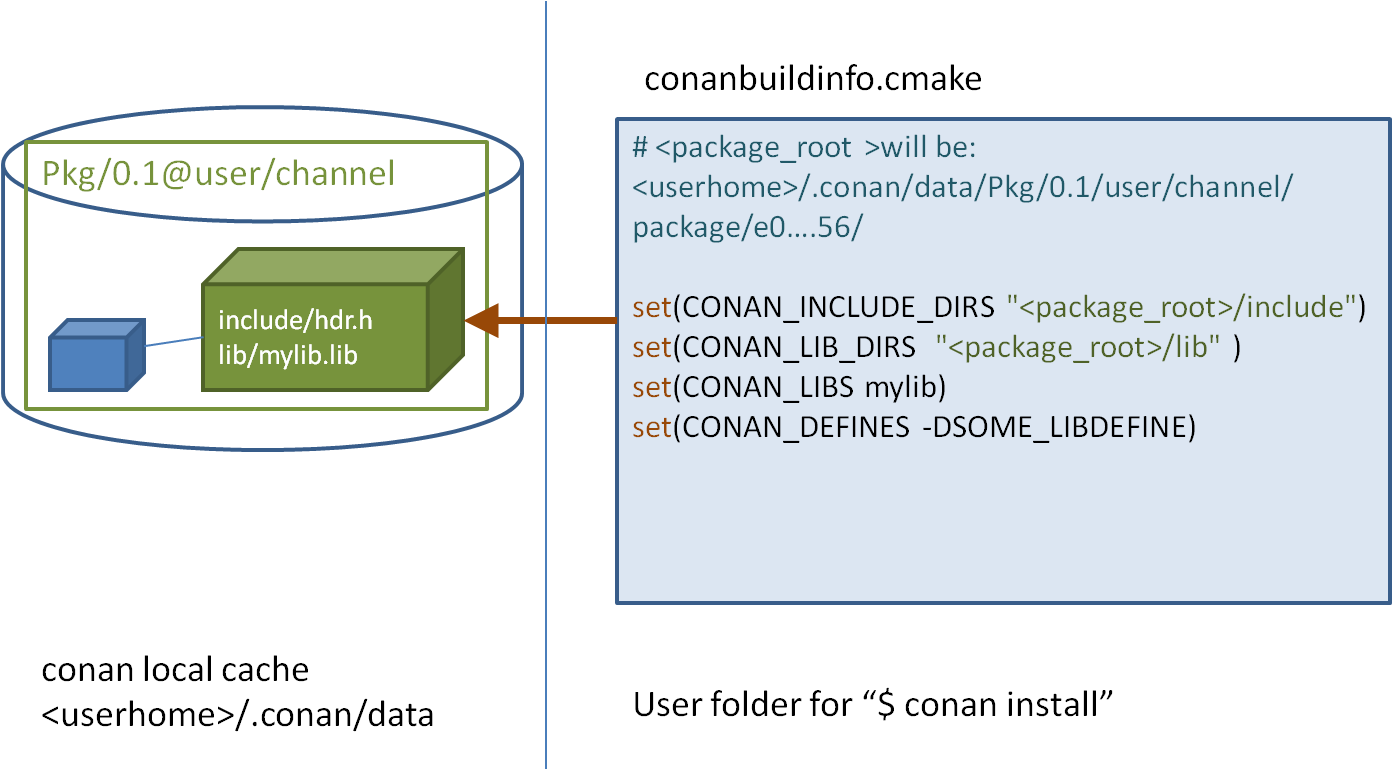 conanbuildinfo.cmake
Pkg/0.1@user/channel
include/hdr.h
lib/mylib.lib
# <package_root >will be:
<userhome>/.conan/data/Pkg/0.1/user/channel/
package/e0....56/
set(CONAN_INCLUDE_DIRS "<package_root>/include")
set(CONAN_LIB_DIRS "<package_root>/lib" )
set(CONAN_LIBS mylib)
set(CONAN_DEFINES -DSOME_LIBDEFINE)
conan local cache
<userhome>/.conan/data
User folder for “$ conan install”